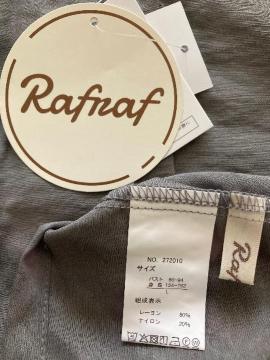 Rafraf
NO. 272010
サイズ
バスト 86-94
身長 154-162
L
組成表示
レーヨン 80%
ナイロン 20%
Raf